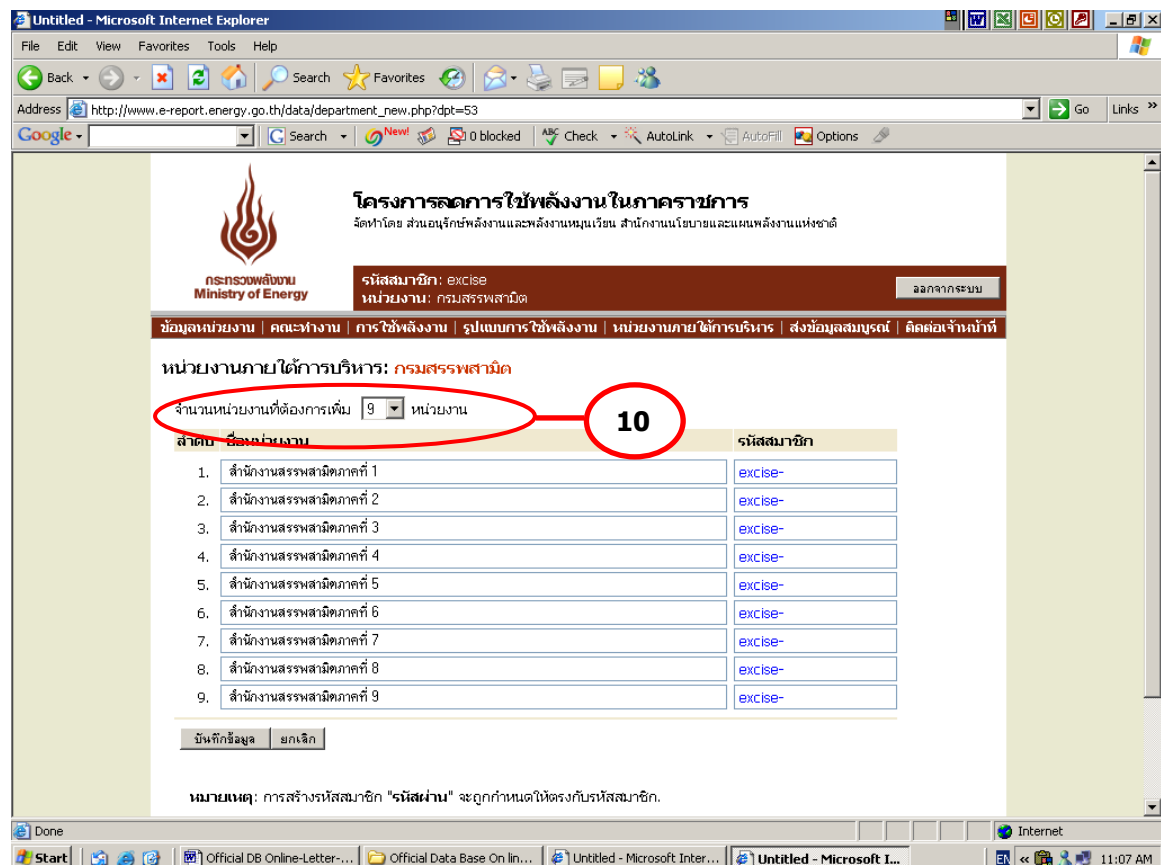 Untitled - Microsoft Internet Explorer
File Edit View Favorites Tools Help
Back Search Favorites
Address http://www.e-report.energy.go.th/data/department_new.php?dpt=53 Go Links »
Google Search New! 0 blocked ABC Check AutoLink AutoFill Options
โครงการลดการใช้พลังงานในภาคราชการ
จัดทำโดย ส่วนอนุรักษ์พลังงานและพลังงานหมุนเวียน สำนักงานนโยบายและแผนพลังงานแห่งชาติ
กระทรวงพลังงาน
Ministry of Energy
รหัสสมาชิก: excise
หน่วยงาน: กรมสรรพสามิต
ออกจากระบบ
ข้อมูลหน่วยงาน | คณะทำงาน | การใช้พลังงาน | รูปแบบการใช้พลังงาน | หน่วยงานภายใต้การบริหาร | ส่งข้อมูลสมบูรณ์ | ติดต่อเจ้าหน้าที่
หน่วยงานภายใต้การบริหาร: กรมสรรพสามิต
จำนวนหน่วยงานที่ต้องการเพิ่ม 9 หน่วยงาน
10
ลำดับ ชื่อหน่วยงาน รหัสสมาชิก
1. สำนักงานสรรพสามิตภาคที่ 1 excise-
2. สำนักงานสรรพสามิตภาคที่ 2 excise-
3. สำนักงานสรรพสามิตภาคที่ 3 excise-
4. สำนักงานสรรพสามิตภาคที่ 4 excise-
5. สำนักงานสรรพสามิตภาคที่ 5 excise-
6. สำนักงานสรรพสามิตภาคที่ 6 excise-
7. สำนักงานสรรพสามิตภาคที่ 7 excise-
8. สำนักงานสรรพสามิตภาคที่ 8 excise-
9. สำนักงานสรรพสามิตภาคที่ 9 excise-
บันทึกข้อมูล ยกเลิก
หมายเหตุ: การสร้างรหัสสมาชิก "รหัสผ่าน" จะถูกกำหนดให้ตรงกับรหัสสมาชิก.
Done Internet
Start Official DB Online-Letter-... Official Data Base On lin... Untitled - Microsoft Inter... Untitled - Microsoft I... EN « 11:07 AM